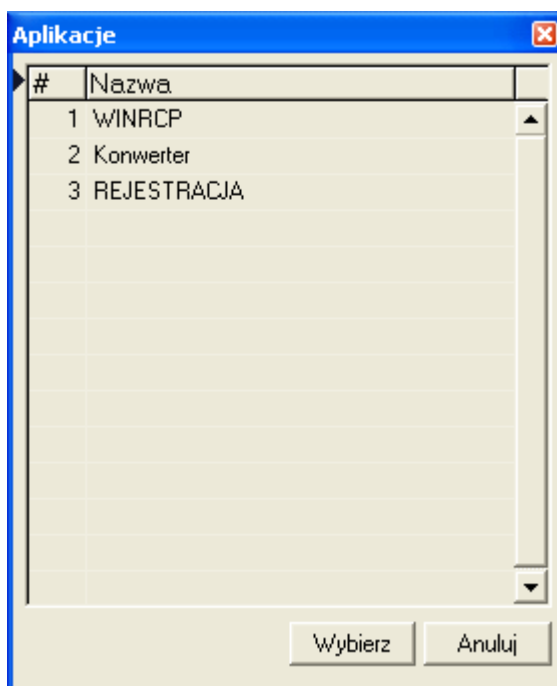 Aplikacje
# Nazwa
1 WINRCP
2 Konwerter
3 REJESTRACJA
Wybierz Anuluj